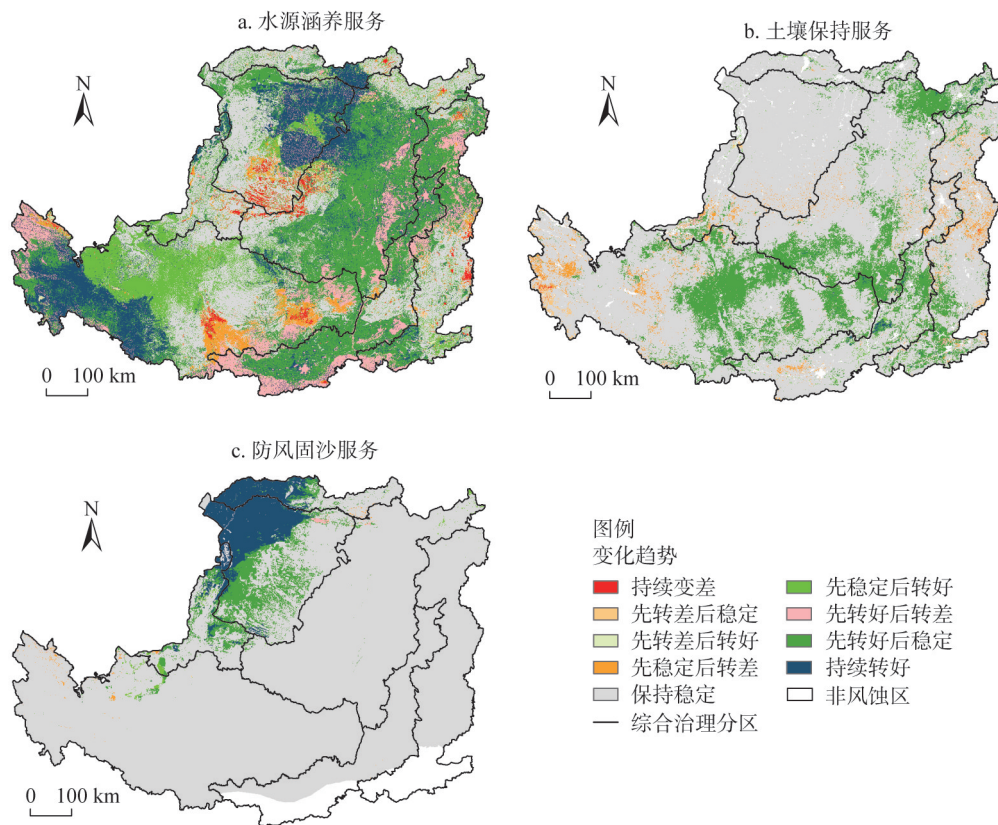 a. 水源涵养服务
N
0 100 km
b. 土壤保持服务
N
0 100 km
c. 防风固沙服务
N
0 100 km
图例
变化趋势
持续变差
先稳定后转好
先转差后稳定
先转好后转差
先转差后转好
先转好后稳定
先稳定后转差
持续转好
保持稳定
非风蚀区
综合治理分区